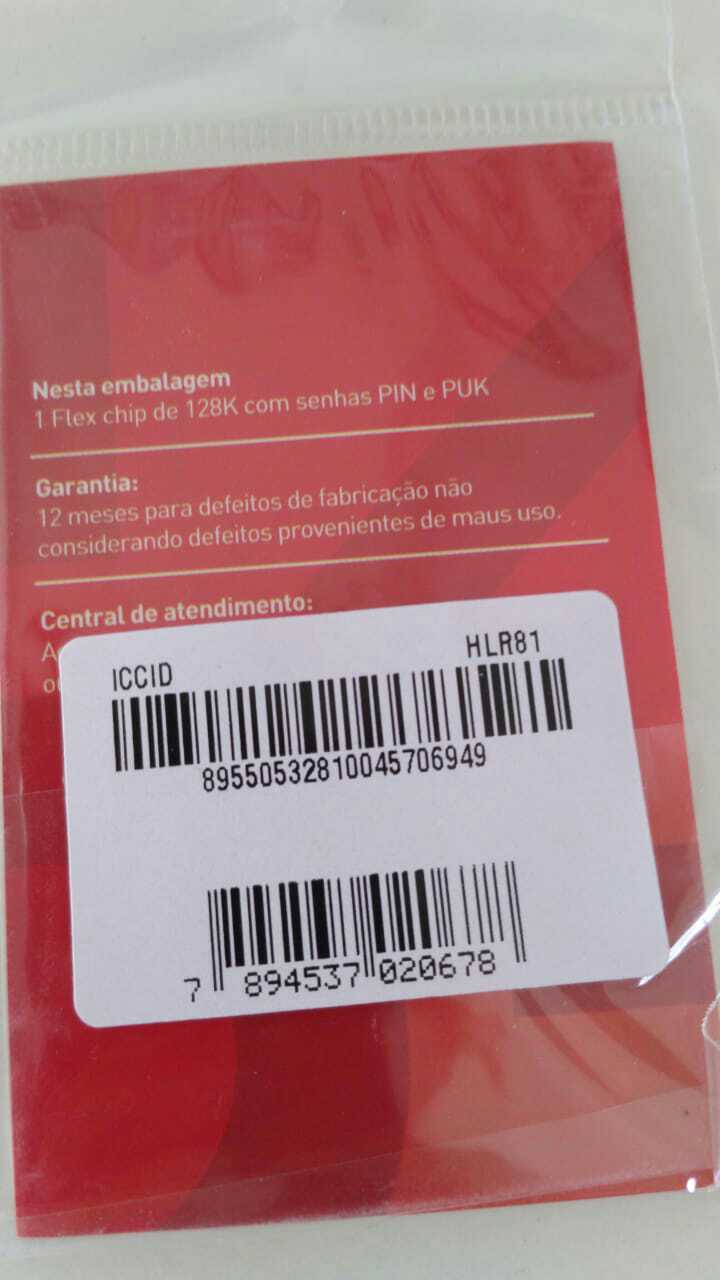 Nesta embalagem
1 Flex chip de 128K com senhas PIN e PUK
Garantia:
12 meses para defeitos de fabricação não
considerando defeitos provenientes de maus uso.
Central de atendimento:
ICCID HLR81
89550532810045706949
7 894537 020678